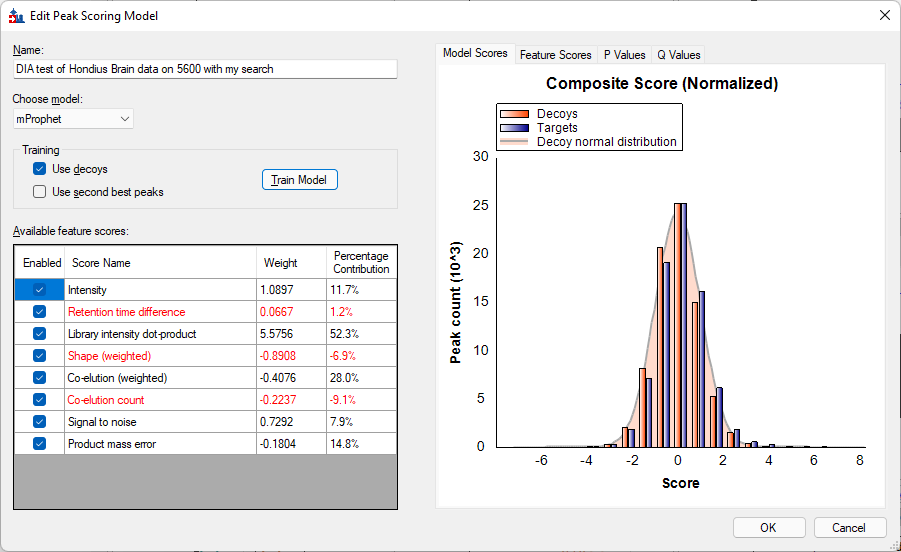 Edit Peak Scoring Model
Name:
DIA test of Hondius Brain data on 5600 with my search
Choose model:
mProphet
Training
Use decoys
Use second best peaks
Train Model
Available feature scores:
Enabled Score Name Weight Percentage Contribution
Intensity 1.0897 11.7%
Retention time difference 0.0667 1.2%
Library intensity dot-product 5.5756 52.3%
Shape (weighted) -0.8908 -6.9%
Co-elution (weighted) -0.4076 28.0%
Co-elution count -0.2237 -9.1%
Signal to noise 0.7292 7.9%
Product mass error -0.1804 14.8%
Model Scores Feature Scores P Values Q Values
Composite Score (Normalized)
Decoys
Targets
Decoy normal distribution
Peak count (10^3)
30
25
20
15
10
5
0
-6 -4 -2 0 2 4 6 8
Score
OK Cancel